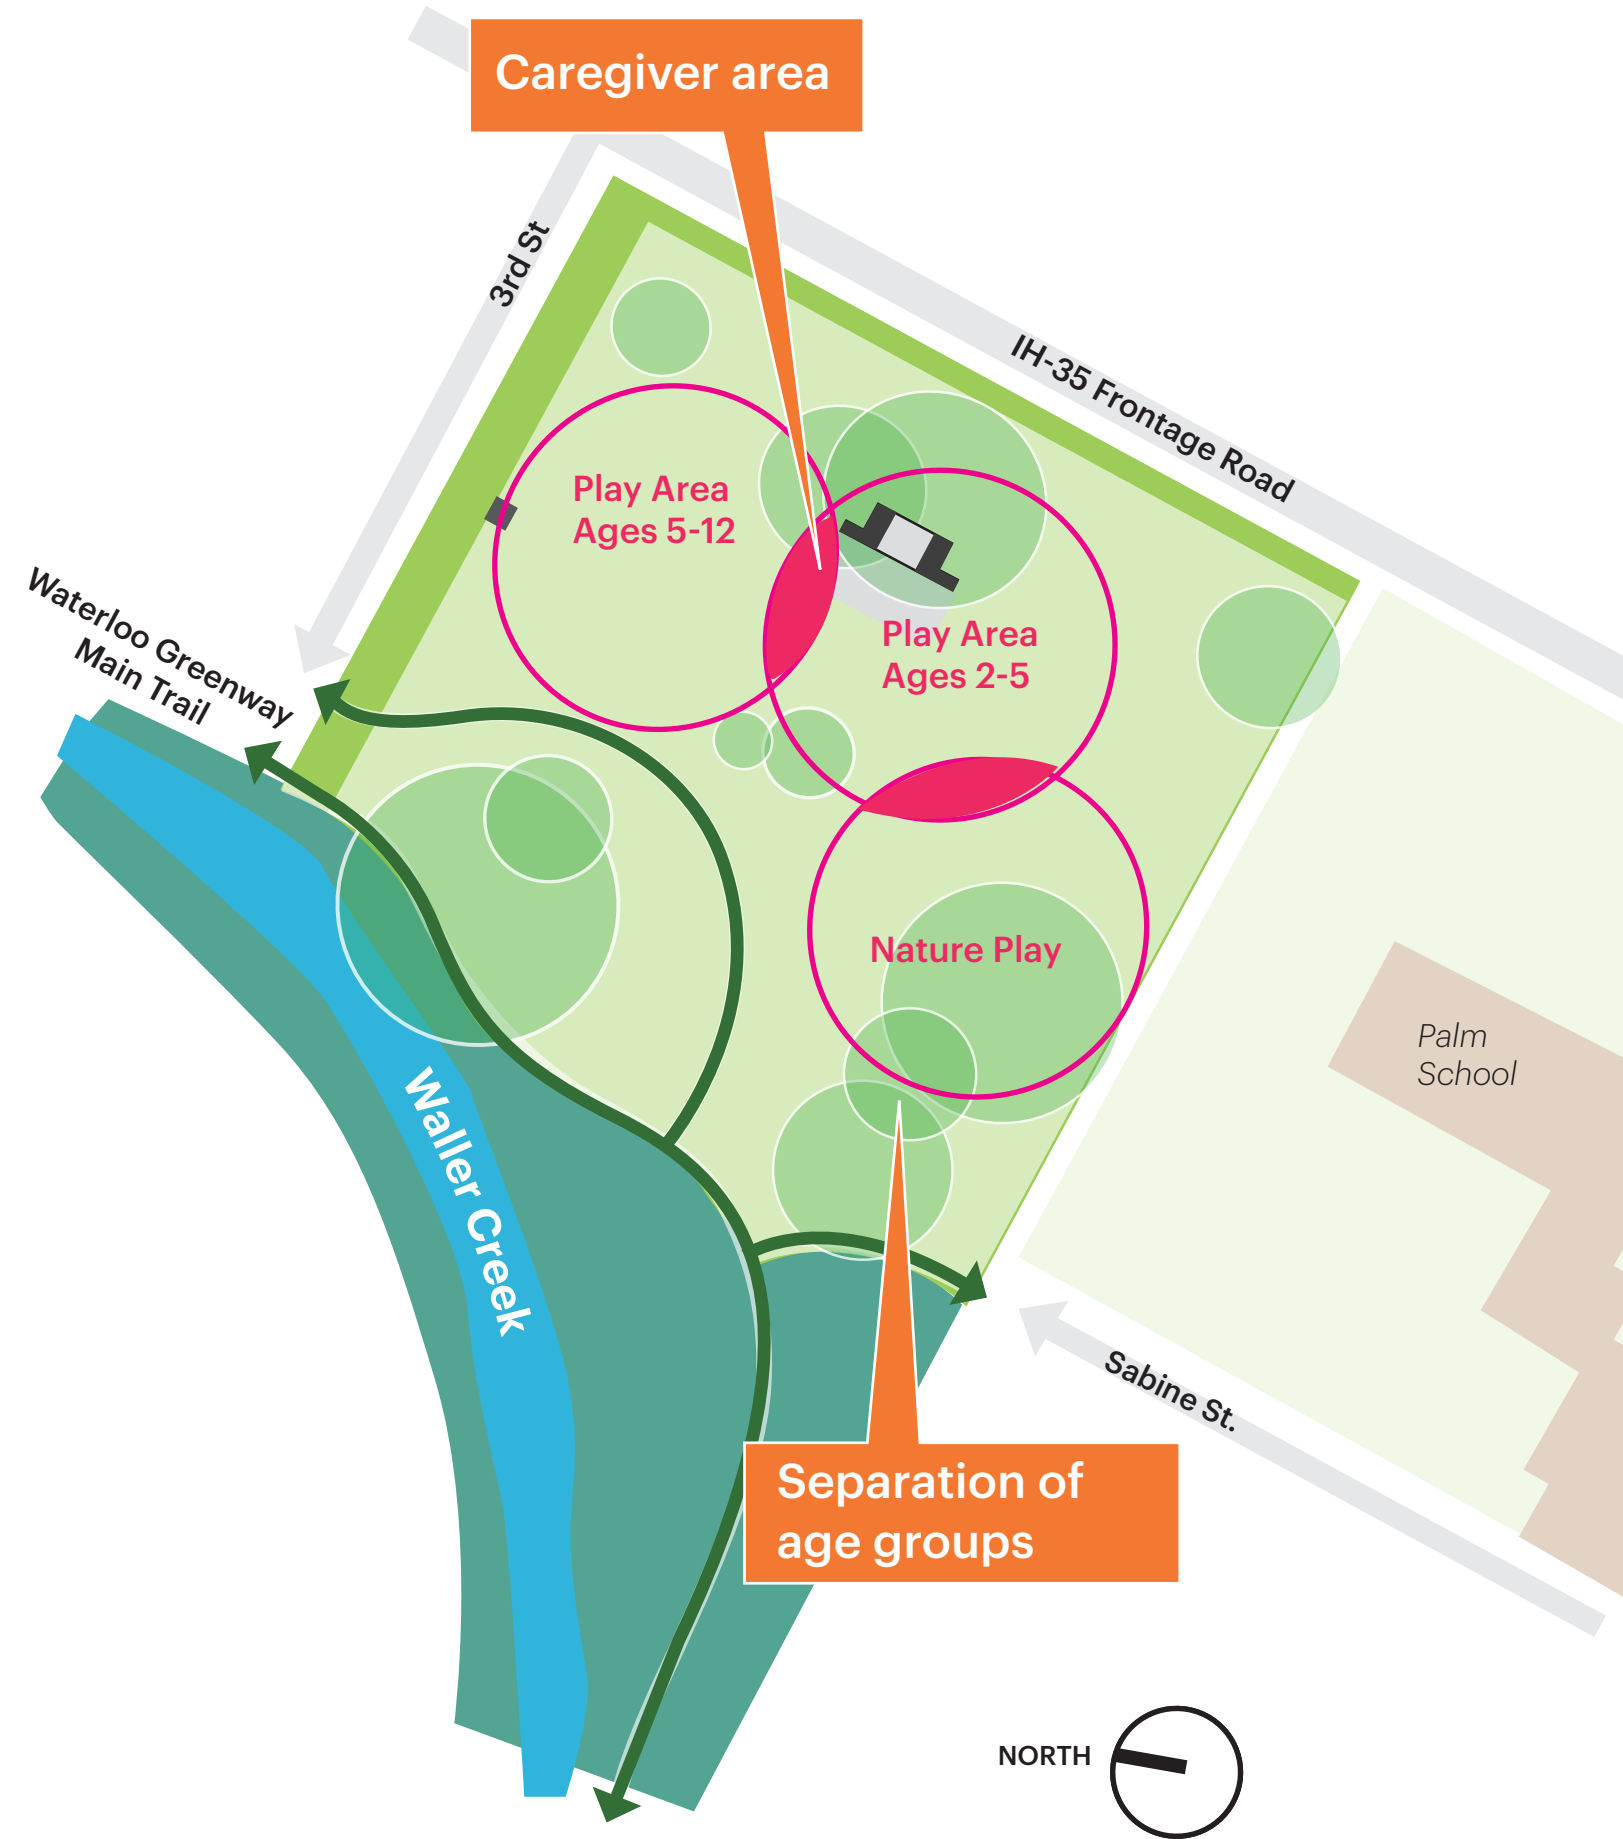 Caregiver area
3rd St
IH-35 Frontage Road
Play Area
Ages 5-12
Waterloo Greenway
Main Trail
Play Area
Ages 2-5
Nature Play
Palm
School
Waller Creek
Sabine St.
Separation of
age groups
NORTH